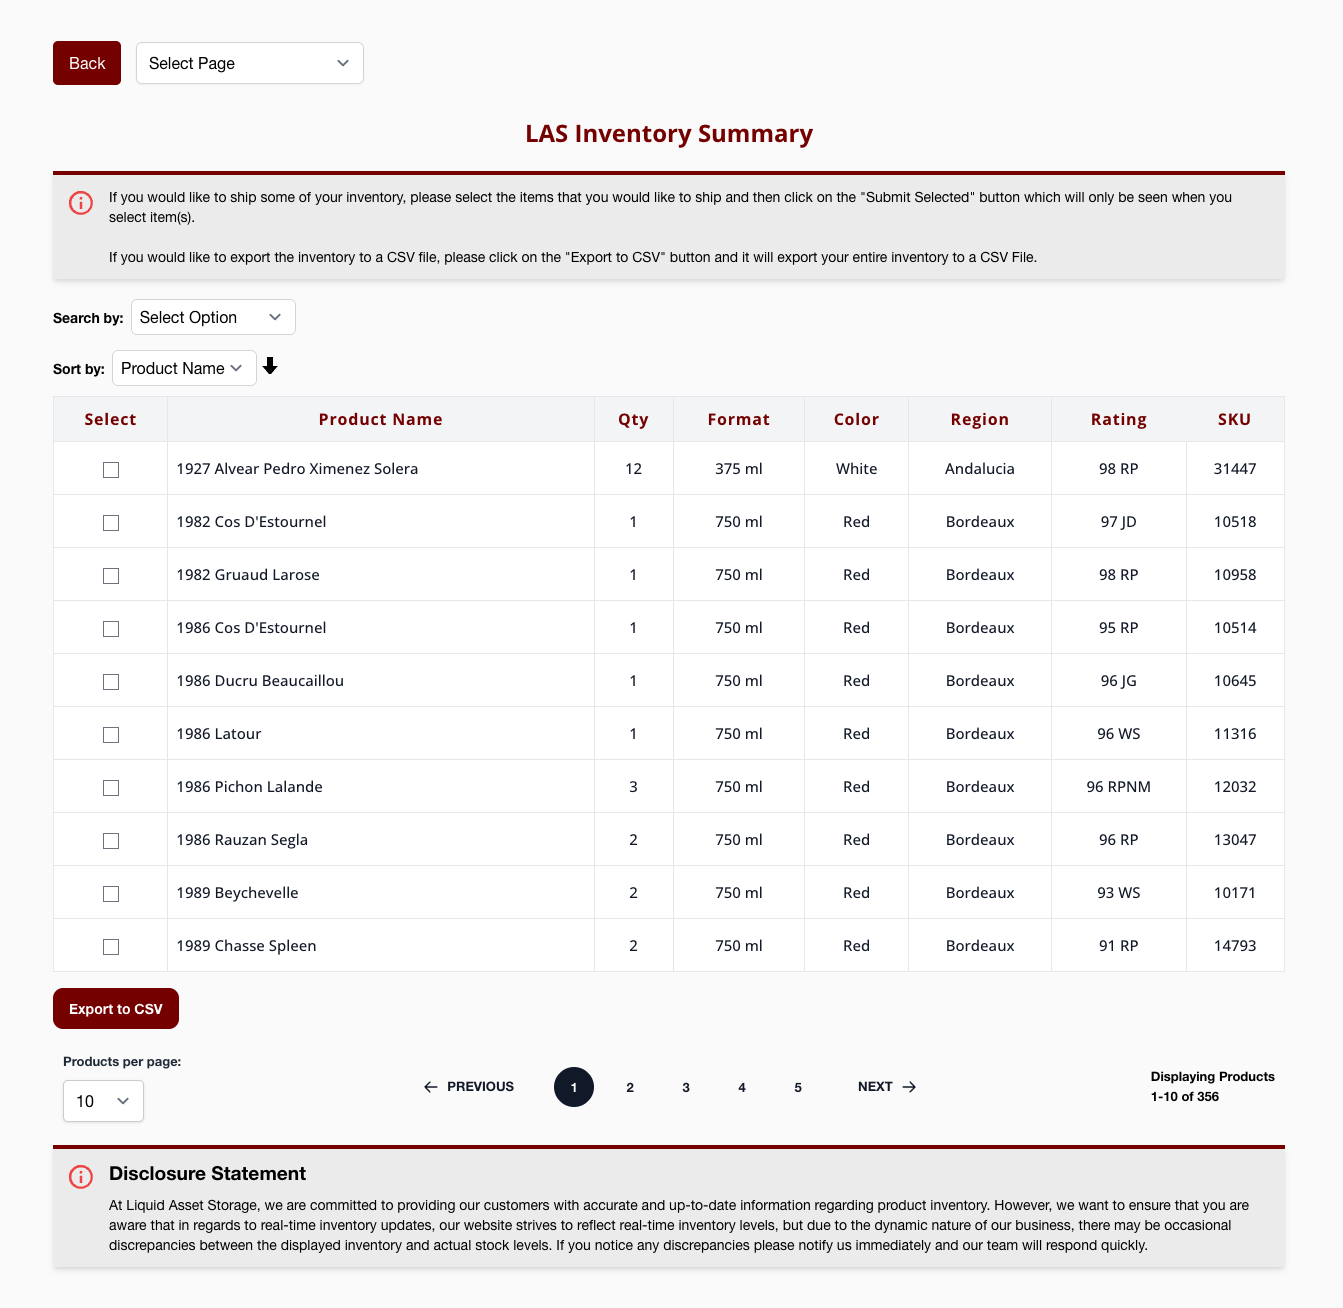 Back
Select Page
LAS Inventory Summary
If you would like to ship some of your inventory, please select the items that you would like to ship and then click on the "Submit Selected" button which will only be seen when you
select item(s).
If you would like to export the inventory to a CSV file, please click on the "Export to CSV" button and it will export your entire inventory to a CSV File.
Search by: Select Option
Sort by: Product Name
Select Product Name Qty Format Color Region Rating SKU
1927 Alvear Pedro Ximenez Solera 12 375 ml White Andalucia 98 RP 31447
1982 Cos D'Estournel 1 750 ml Red Bordeaux 97 JD 10518
1982 Gruaud Larose 1 750 ml Red Bordeaux 98 RP 10958
1986 Cos D'Estournel 1 750 ml Red Bordeaux 95 RP 10514
1986 Ducru Beaucaillou 1 750 ml Red Bordeaux 96 JG 10645
1986 Latour 1 750 ml Red Bordeaux 96 WS 11316
1986 Pichon Lalande 3 750 ml Red Bordeaux 96 RPNM 12032
1986 Rauzan Segla 2 750 ml Red Bordeaux 96 RP 13047
1989 Beychevelle 2 750 ml Red Bordeaux 93 WS 10171
1989 Chasse Spleen 2 750 ml Red Bordeaux 91 RP 14793
Export to CSV
Products per page:
10
PREVIOUS 1 2 3 4 5 NEXT
Displaying Products
1-10 of 356
Disclosure Statement
At Liquid Asset Storage, we are committed to providing our customers with accurate and up-to-date information regarding product inventory. However, we want to ensure that you are
aware that in regards to real-time inventory updates, our website strives to reflect real-time inventory levels, but due to the dynamic nature of our business, there may be occasional
discrepancies between the displayed inventory and actual stock levels. If you notice any discrepancies please notify us immediately and our team will respond quickly.